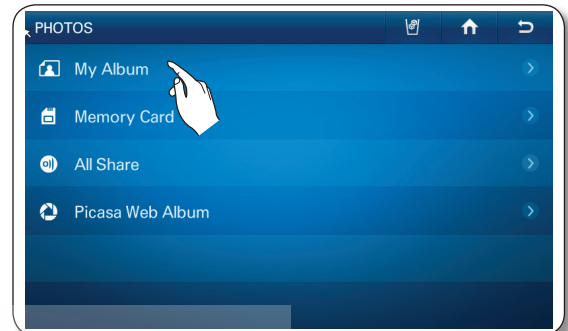 PHOTOS
My Album
Memory Card
All Share
Picasa Web Album